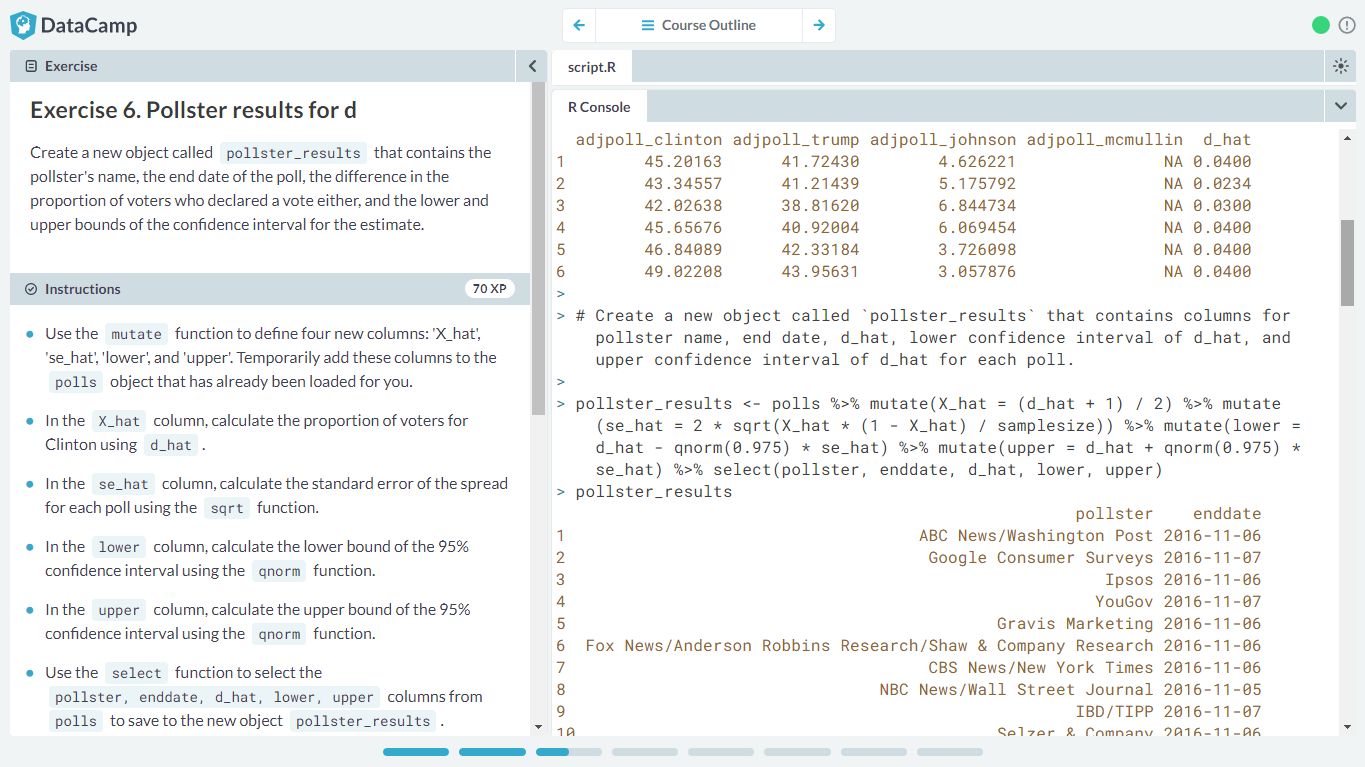 DataCamp
Course Outline
Exercise
script.R
Exercise 6. Pollster results for d
Create a new object called pollster_results that contains the
pollster's name, the end date of the poll, the difference in the
proportion of voters who declared a vote either, and the lower and
upper bounds of the confidence interval for the estimate.
Instructions
70 XP
Use the mutate function to define four new columns: 'X_hat',
'se_hat', 'lower', and 'upper'. Temporarily add these columns to the
polls object that has already been loaded for you.
In the X_hat column, calculate the proportion of voters for
Clinton using d_hat .
In the se_hat column, calculate the standard error of the spread
for each poll using the sqrt function.
In the lower column, calculate the lower bound of the 95%
confidence interval using the qnorm function.
In the upper column, calculate the upper bound of the 95%
confidence interval using the qnorm function.
Use the select function to select the
pollster, enddate, d_hat, lower, upper columns from
polls to save to the new object pollster_results .
R Console
adjpoll_clinton adjpoll_trump adjpoll_johnson adjpoll_mcmullin d_hat
1 45.20163 41.72430 4.626221 NA 0.0400
2 43.34557 41.21439 5.175792 NA 0.0234
3 42.02638 38.81620 6.844734 NA 0.0300
4 45.65676 40.92004 6.069454 NA 0.0400
5 46.84089 42.33184 3.726098 NA 0.0400
6 49.02208 43.95631 3.057876 NA 0.0400
>
> # Create a new object called `pollster_results` that contains columns for
pollster name, end date, d_hat, lower confidence interval of d_hat, and
upper confidence interval of d_hat for each poll.
>
> pollster_results <- polls %>% mutate(X_hat = (d_hat + 1) / 2) %>% mutate
(se_hat = 2 * sqrt(X_hat * (1 - X_hat) / samplesize)) %>% mutate(lower =
d_hat - qnorm(0.975) * se_hat) %>% mutate(upper = d_hat + qnorm(0.975) *
se_hat) %>% select(pollster, enddate, d_hat, lower, upper)
> pollster_results
pollster enddate
1 ABC News/Washington Post 2016-11-06
2 Google Consumer Surveys 2016-11-07
3 Ipsos 2016-11-06
4 YouGov 2016-11-07
5 Gravis Marketing 2016-11-06
6 Fox News/Anderson Robbins Research/Shaw & Company Research 2016-11-06
7 CBS News/New York Times 2016-11-06
8 NBC News/Wall Street Journal 2016-11-05
9 IBD/TIPP 2016-11-07
10 Selzer & Company 2016-11-06